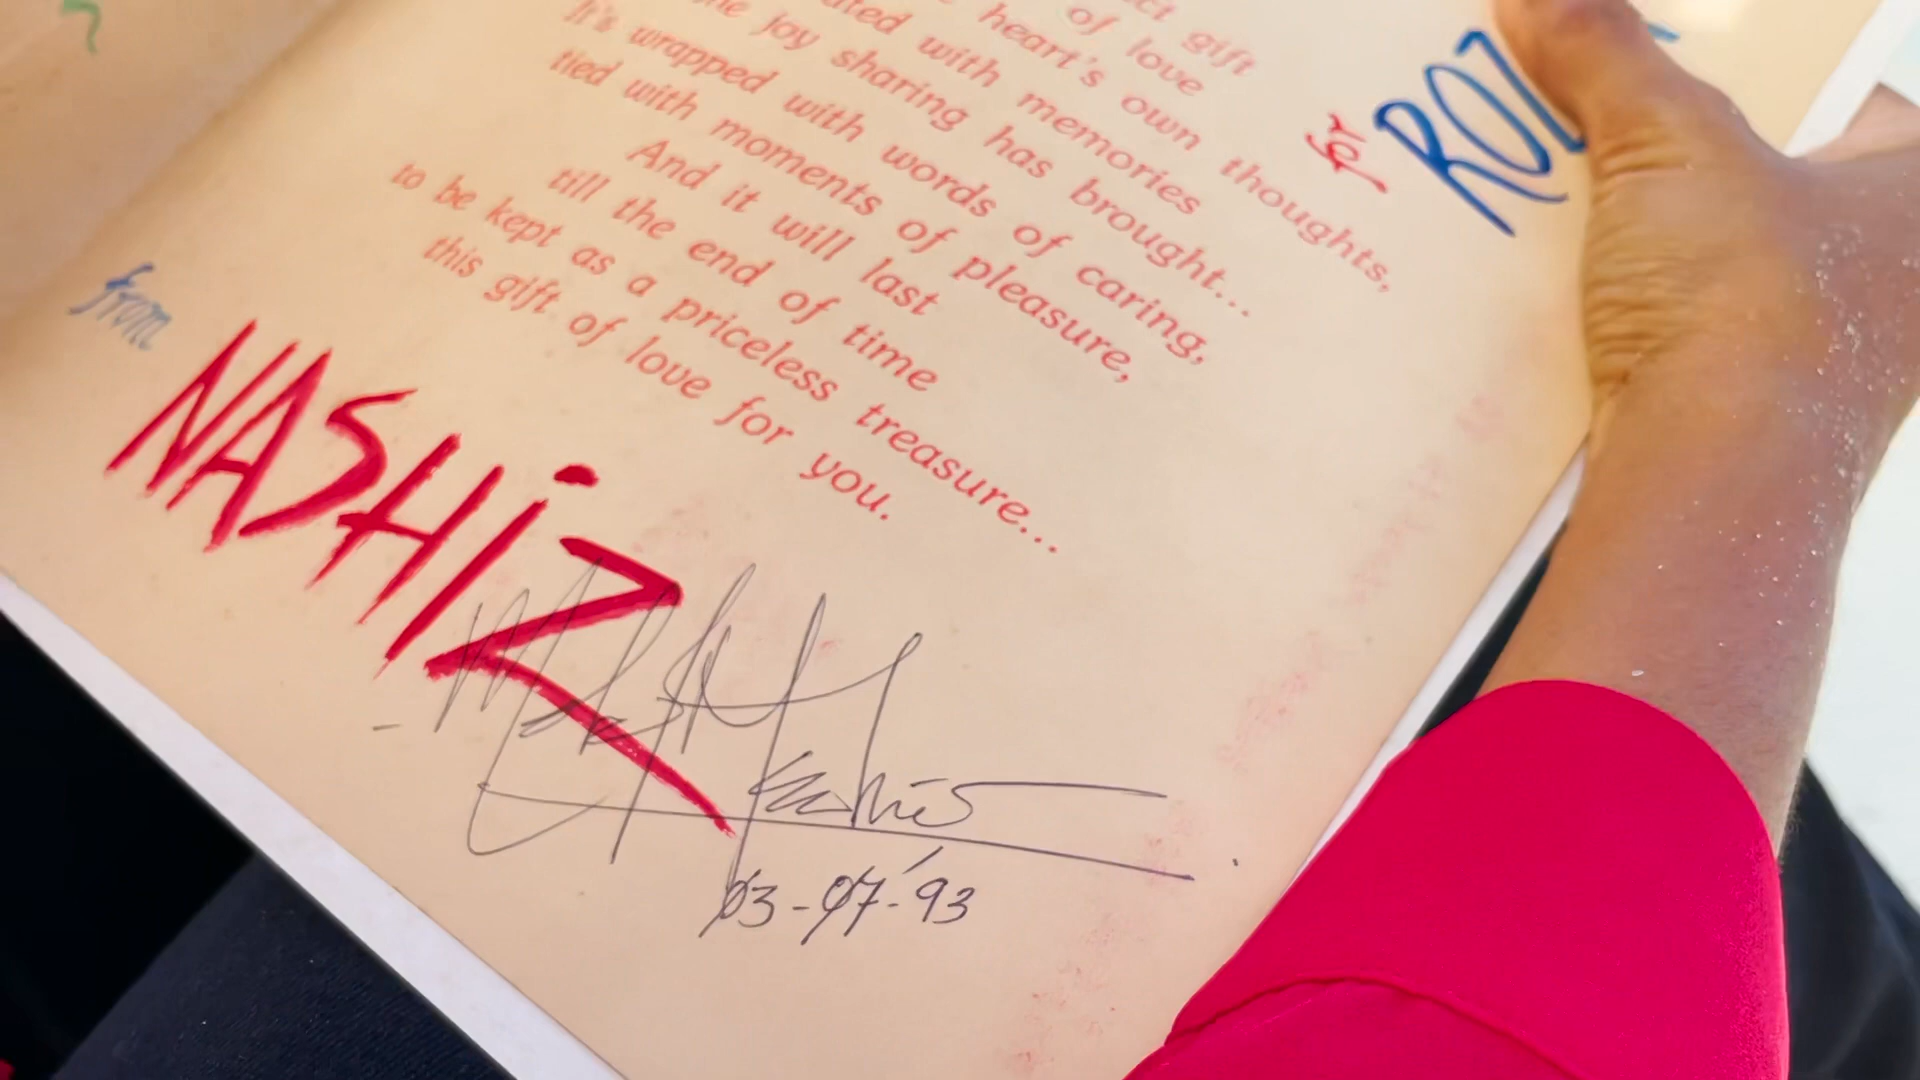 gift
of love
heart's own thoughts,
with memories
joy sharing has brought...
It's wrapped with words of caring,
tied with moments of pleasure,
And it will last
till the end of time
to be kept as a priceless treasure...
this gift of love for you.
for
from
NASHiZ
03-07-'93